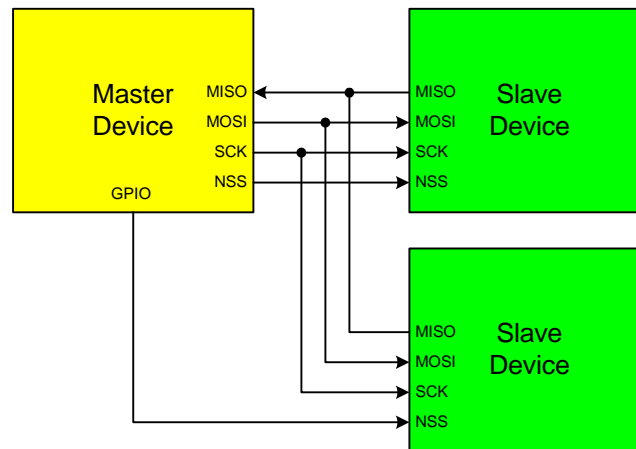 Master
Device
MISO
MOSI
SCK
NSS
GPIO
MISO
MOSI
SCK
NSS
Slave
Device
MISO
MOSI
SCK
NSS
Slave
Device